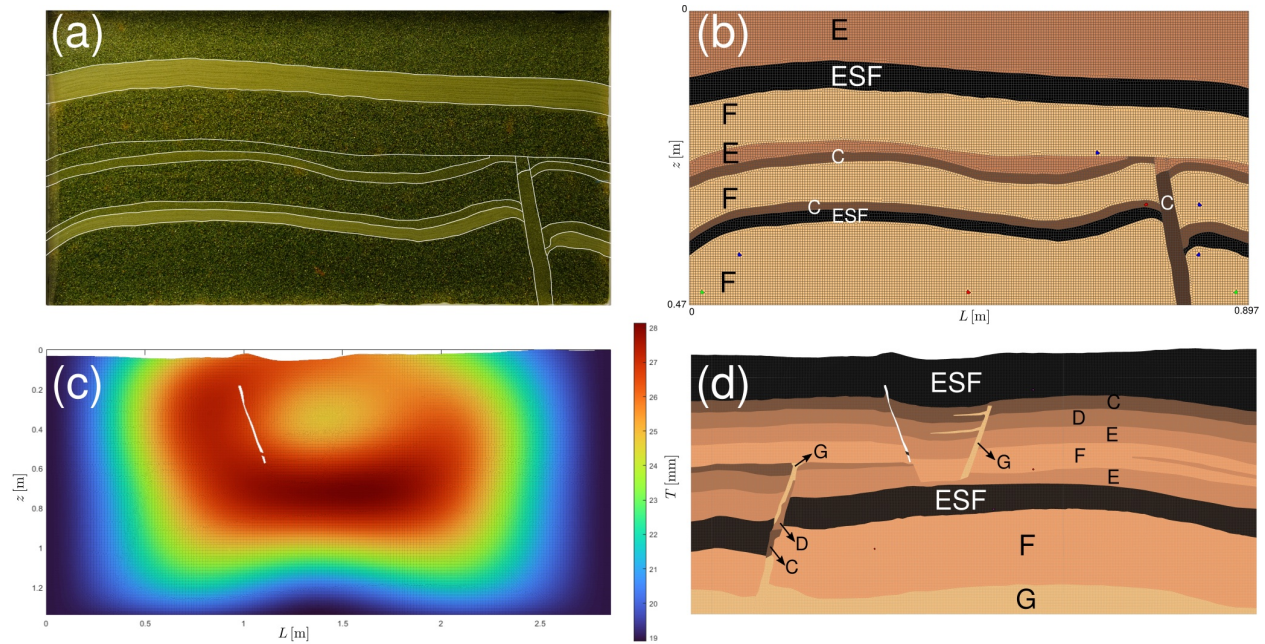 (a)
(b)
0
E
ESF
F
E
C
z [m]
F
C
C
ESF
F
0.47
0
L [m]
0.897
(c)
0
0.2
0.4
0.6
0.8
1
1.2
z [m]
0
0.5
1
1.5
2
2.5
L [m]
28
27
26
25
24
23
22
21
20
19
T [mm]
(d)
ESF
C
D
E
G
G
F
E
ESF
D
F
C
G